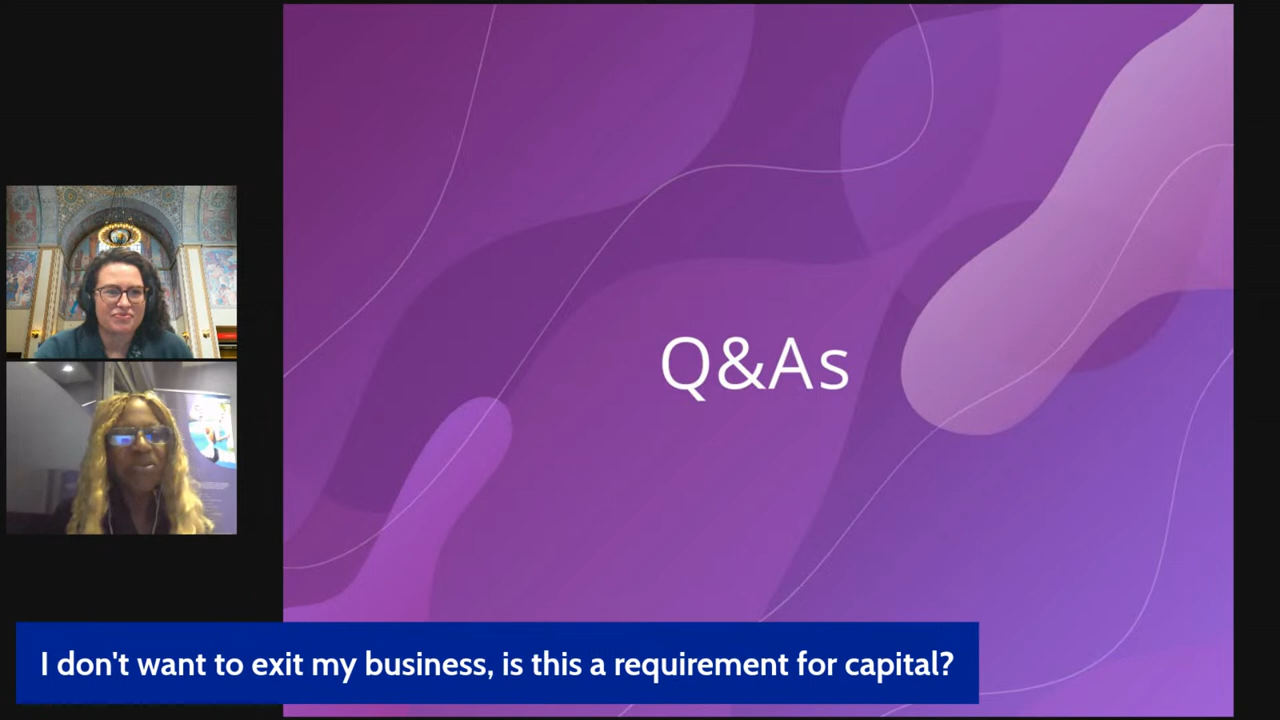 Q&As
I don't want to exit my business, is this a requirement for capital?